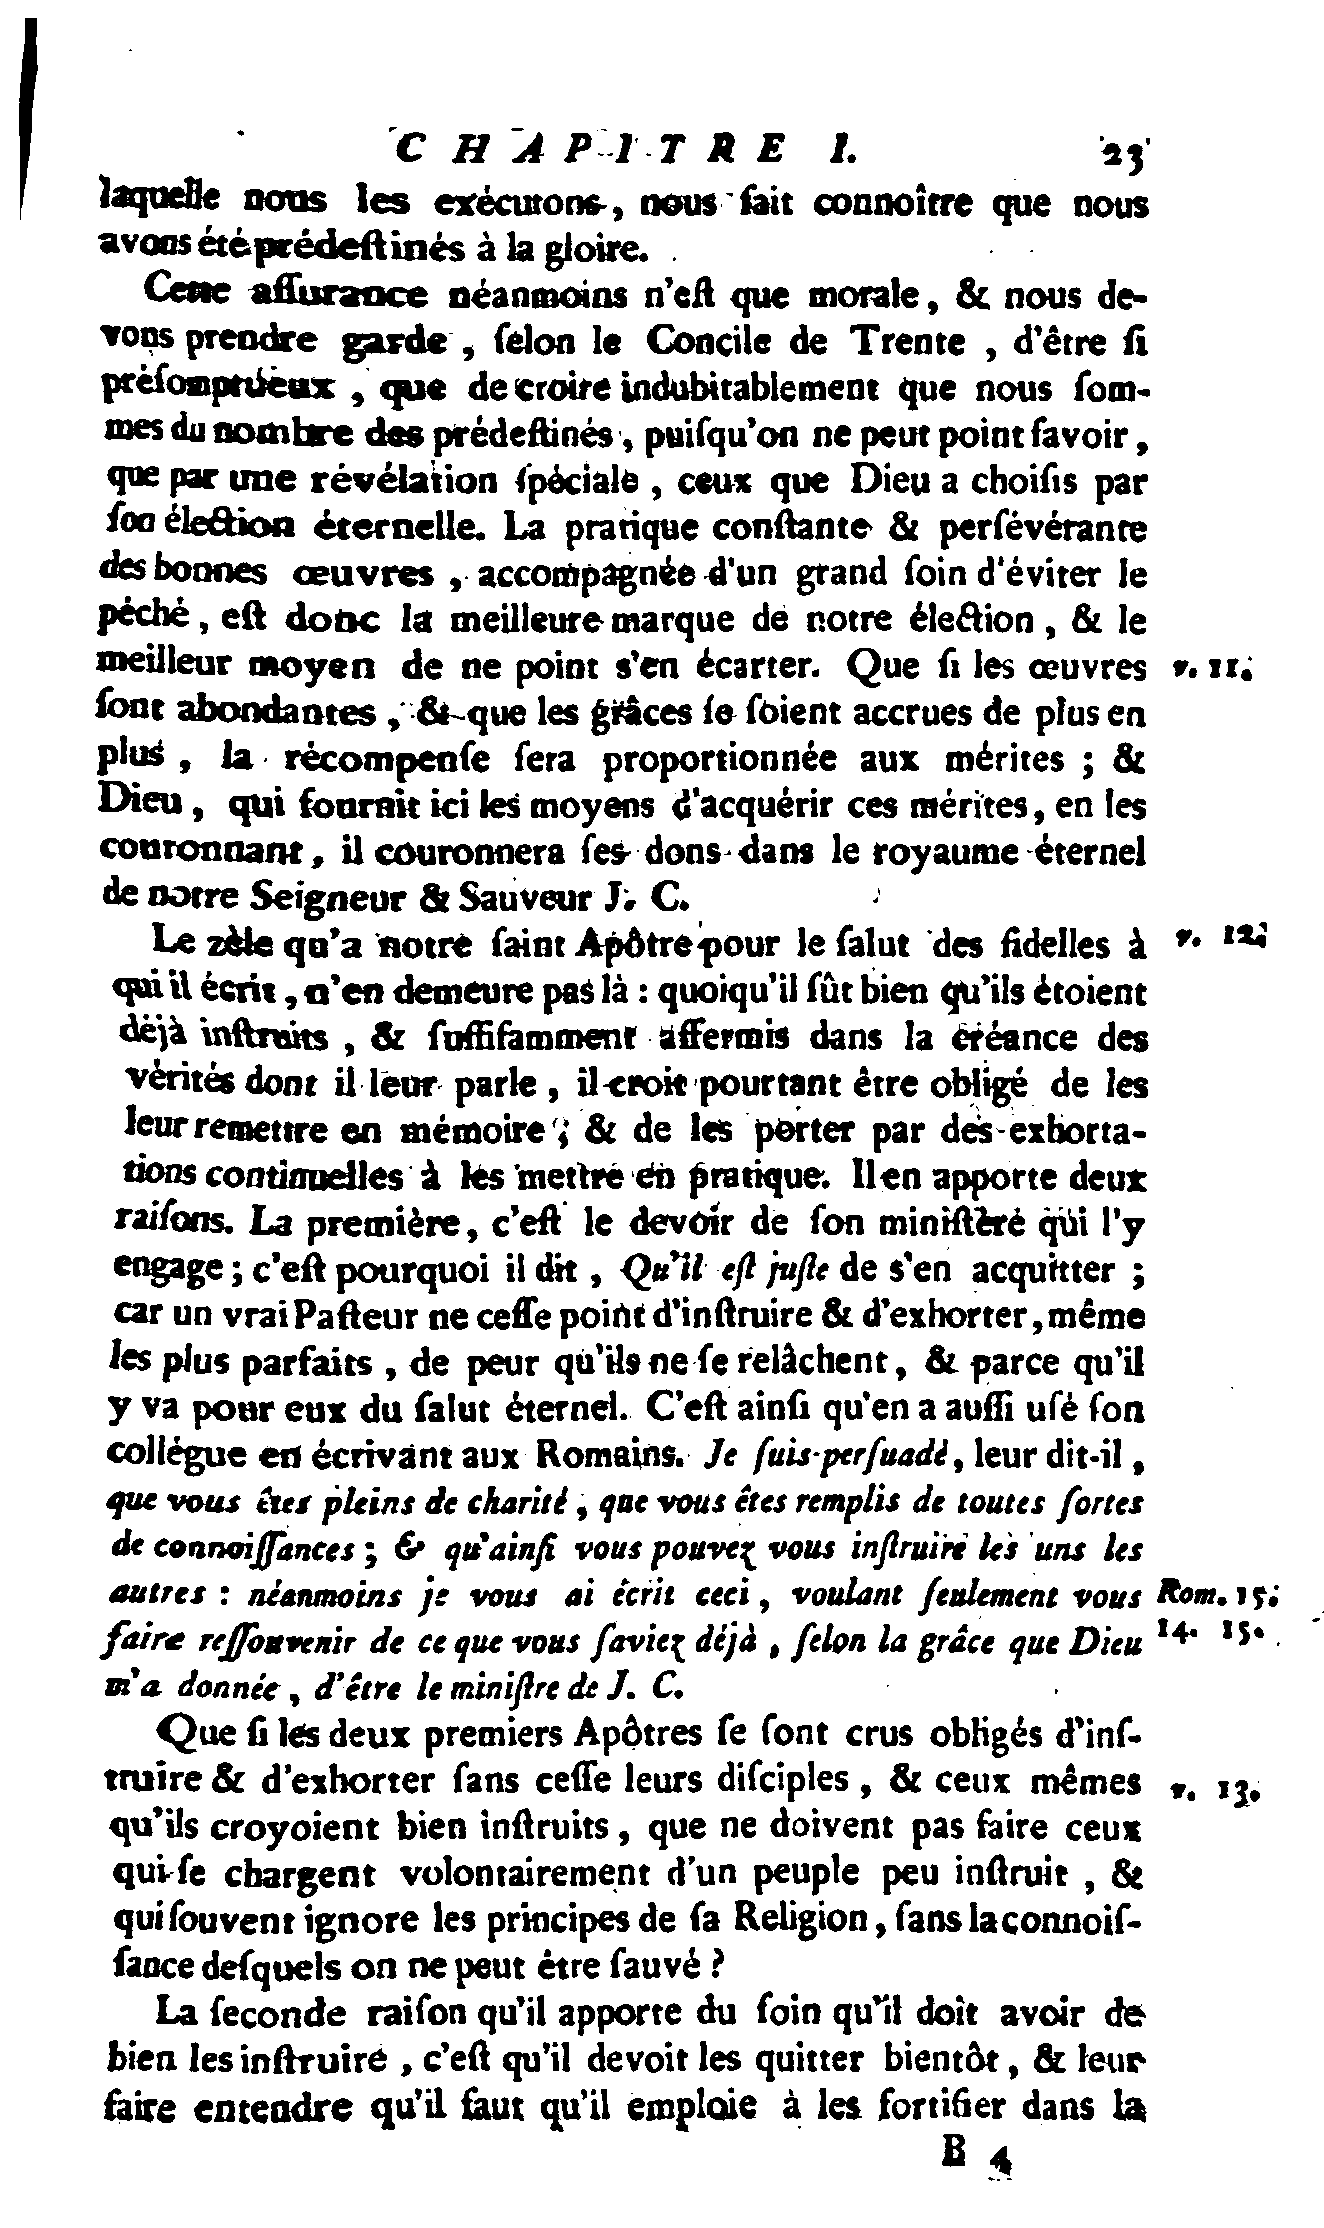 CHAPITRE I. 23
laquelle nous les exécutons, nous fait connoître que nous
avons été prédeſtinés à la gloire.
Cette aſſurance néanmoins n'eſt que morale, & nous de-
vons prendre garde, ſelon le Concile de Trente, d'être ſi
préſomptueux, que de croire indubitablement que nous ſom-
mes du nombre des prédeſtinés, puiſqu'on ne peut point ſavoir,
que par une révélation ſpéciale, ceux que Dieu a choiſis par
ſon élection éternelle. La pratique conſtante & perſévérante
des bonnes œuvres, accompagnée d'un grand ſoin d'éviter le
péché, eſt donc la meilleure marque de notre élection, & le
meilleur moyen de ne point s'en écarter. Que ſi les œuvres v. 11.
ſont abondantes, & que les grâces ſe ſoient accrues de plus en
plus, la récompenſe ſera proportionnée aux mérites; &
Dieu, qui fournit ici les moyens d'acquérir ces mérites, en les
couronnant, il couronnera ſes dons dans le royaume éternel
de notre Seigneur & Sauveur J. C.
Le zèle qu'a notre ſaint Apôtre pour le ſalut des fidelles à v. 12.
qui il écrit, n'en demeure pas là : quoiqu'il ſût bien qu'ils étoient
déjà inſtruits, & ſuffiſamment affermis dans la créance des
vérités dont il leur parle, il croit pourtant être obligé de les
leur remettre en mémoire; & de les porter par des exhorta-
tions continuelles à les mettre en pratique. Il en apporte deux
raiſons. La première, c'eſt le devoir de ſon miniſtère qui l'y
engage; c'eſt pourquoi il dit, Qu'il eſt juſte de s'en acquitter;
car un vrai Paſteur ne ceſſe point d'inſtruire & d'exhorter, même
les plus parfaits, de peur qu'ils ne ſe relâchent, & parce qu'il
y va pour eux du ſalut éternel. C'eſt ainſi qu'en a auſſi uſé ſon
collégue en écrivant aux Romains. Je ſuis perſuadé, leur dit-il,
que vous êtes pleins de charité, que vous êtes remplis de toutes ſortes
de connoiſſances; & qu'ainſi vous pouvez vous inſtruire les uns les
autres : néanmoins je vous ai écrit ceci, voulant ſeulement vous Rom. 15.
faire reſſouvenir de ce que vous ſaviez déjà, ſelon la grâce que Dieu 14. 15.
m'a donnée, d'être le miniſtre de J. C.
Que ſi les deux premiers Apôtres ſe ſont crus obligés d'inſ-
truire & d'exhorter ſans ceſſe leurs diſciples, & ceux mêmes v. 13.
qu'ils croyoient bien inſtruits, que ne doivent pas faire ceux
qui ſe chargent volontairement d'un peuple peu inſtruit, &
qui ſouvent ignore les principes de ſa Religion, ſans la connoiſ-
ſance deſquels on ne peut être ſauvé ?
La ſeconde raiſon qu'il apporte du ſoin qu'il doit avoir de
bien les inſtruire, c'eſt qu'il devoit les quitter bientôt, & leur
faire entendre qu'il faut qu'il emploie à les fortifier dans la
B 4